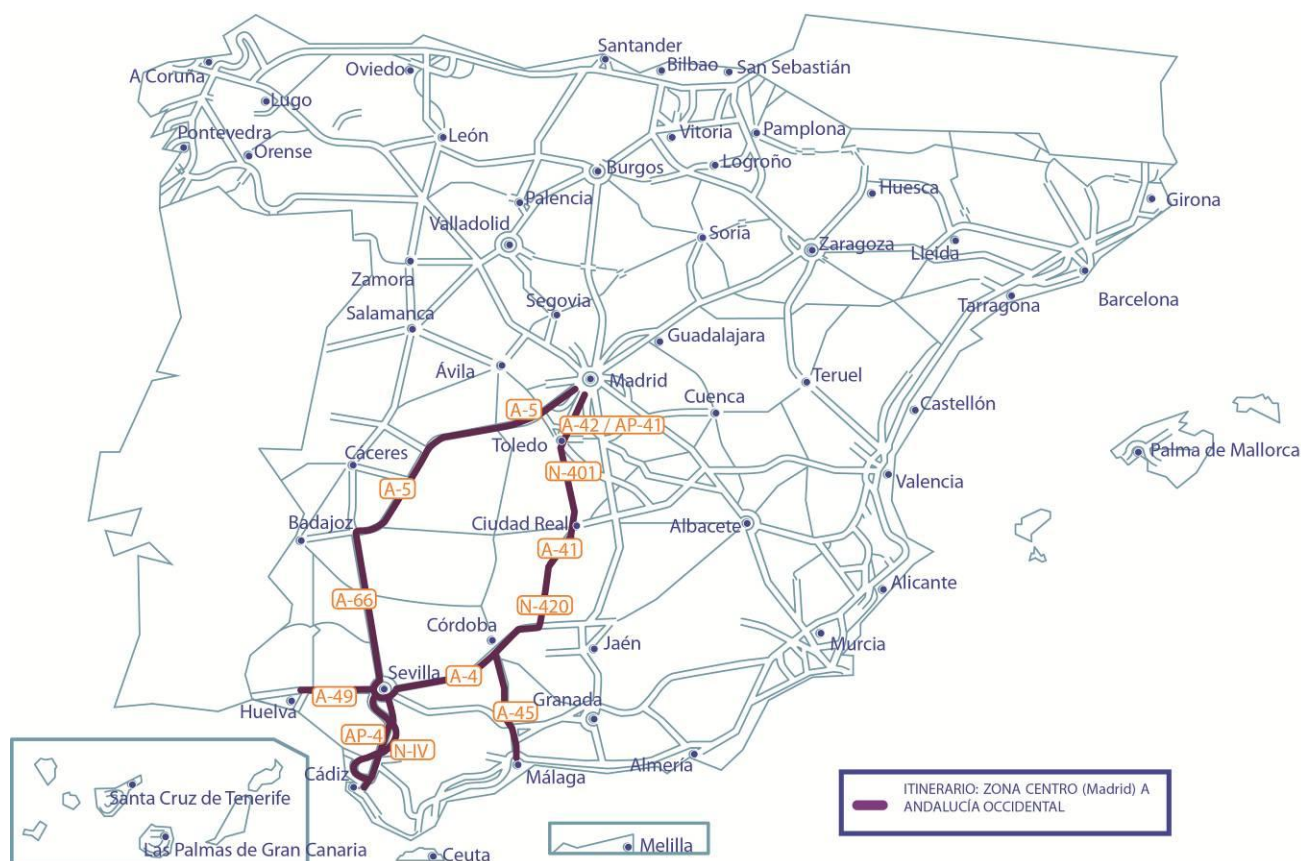 Santander
Bilbao
San Sebastián
A Coruña
Oviedo
Lugo
Pontevedra
Orense
León
Vitoria
Pamplona
Logroño
Burgos
Huesca
Girona
Palencia
Valladolid
Soria
Zaragoza
Lleida
Zamora
Barcelona
Tarragona
Segovia
Salamanca
Guadalajara
Ávila
Madrid
Teruel
Cuenca
Castellón
A-5
A-42 / AP-41
Toledo
Palma de Mallorca
Cáceres
N-401
Valencia
A-5
Badajoz
Ciudad Real
Albacete
A-41
Alicante
A-66
N-420
Córdoba
Jaén
Murcia
Sevilla
A-4
A-49
Huelva
A-45
Granada
AP-4
N-IV
Cádiz
Málaga
Almería
Santa Cruz de Tenerife
Las Palmas de Gran Canaria
Ceuta
Melilla
ITINERARIO: ZONA CENTRO (Madrid) A
ANDALUCÍA OCCIDENTAL